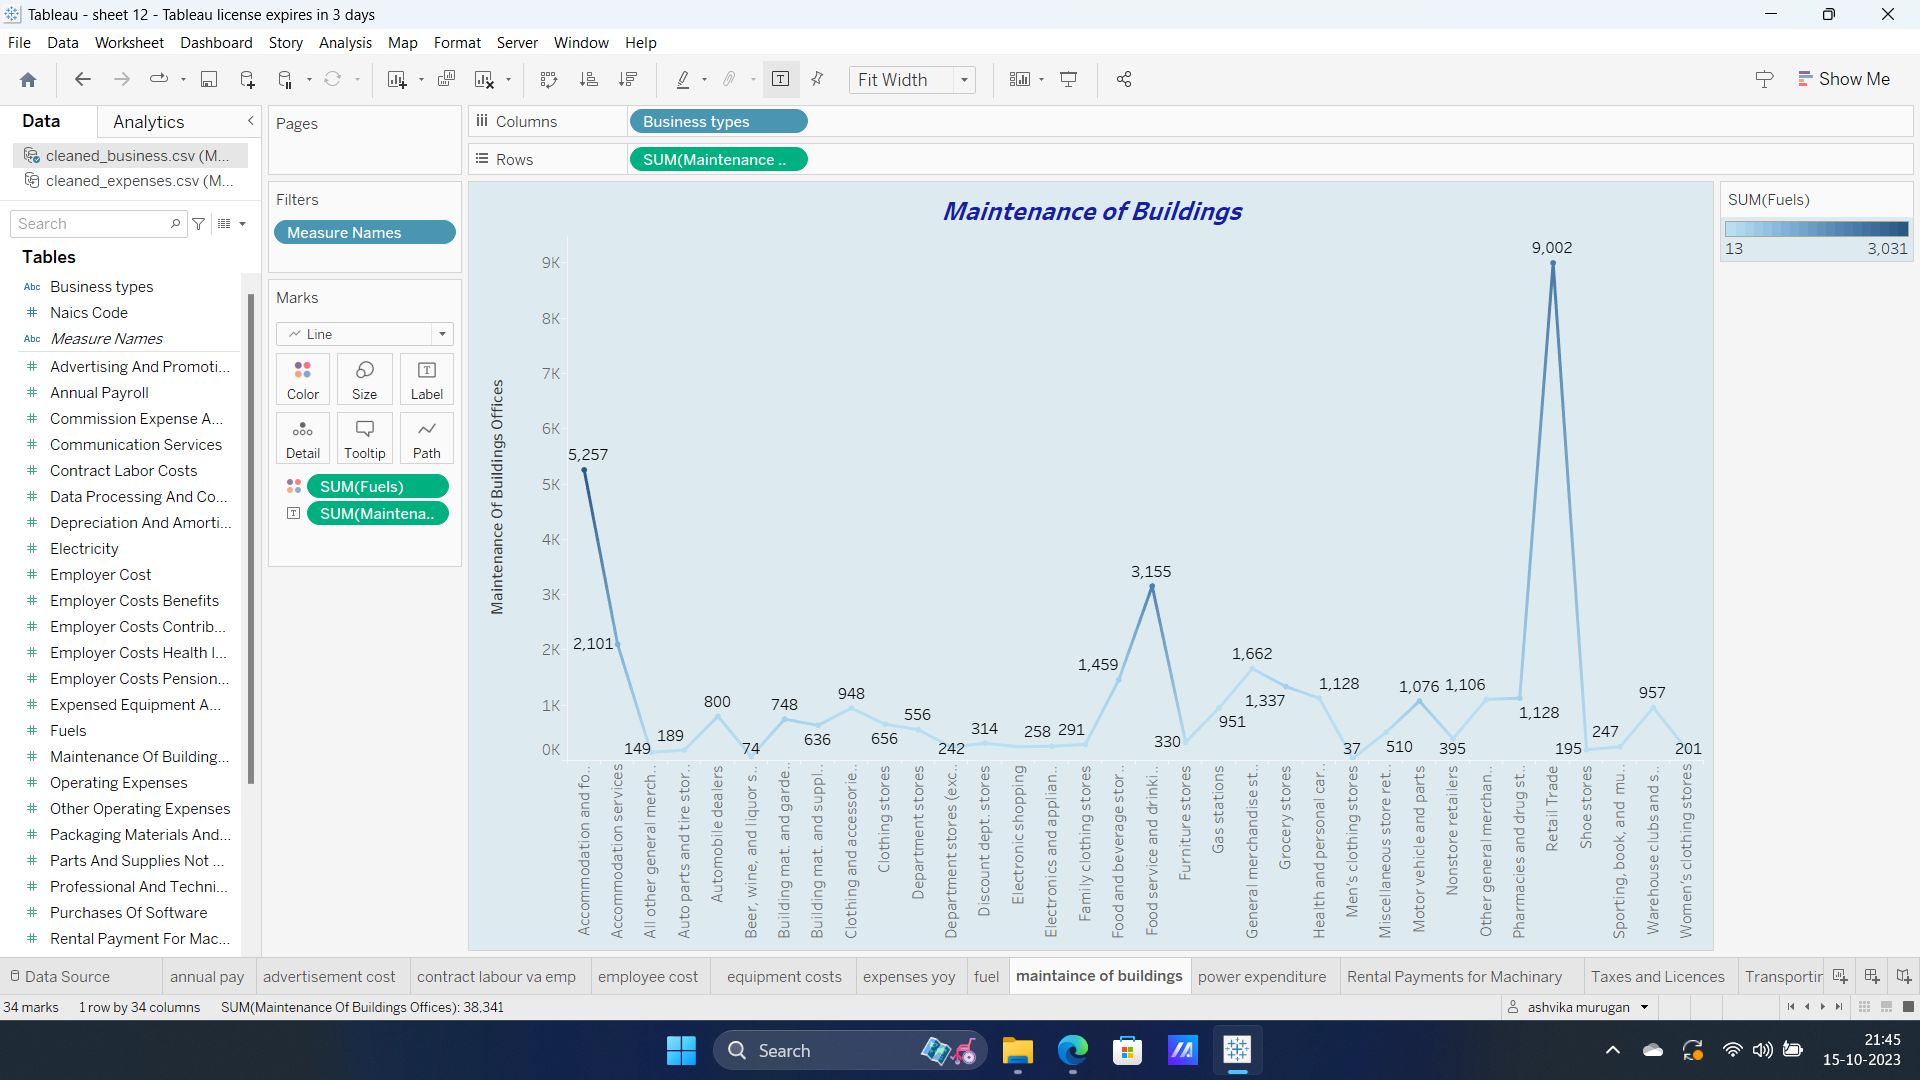 Tableau - sheet 12 - Tableau license expires in 3 days
File Data Worksheet Dashboard Story Analysis Map Format Server Window Help
Fit Width
Show Me
Data Analytics
cleaned_business.csv (M...
cleaned_expenses.csv (M...
Search
Tables
Abc Business types
# Naics Code
Abc Measure Names
# Advertising And Promoti...
# Annual Payroll
# Commission Expense A...
# Communication Services
# Contract Labor Costs
# Data Processing And Co...
# Depreciation And Amorti...
# Electricity
# Employer Cost
# Employer Costs Benefits
# Employer Costs Contrib...
# Employer Costs Health I...
# Employer Costs Pension...
# Expensed Equipment A...
# Fuels
# Maintenance Of Building...
# Operating Expenses
# Other Operating Expenses
# Packaging Materials And...
# Parts And Supplies Not ...
# Professional And Techni...
# Purchases Of Software
# Rental Payment For Mac...
Pages
Filters
Measure Names
Marks
Line
Color Size T Label
Detail Tooltip Path
SUM(Fuels)
T SUM(Maintena..
iii Columns Business types
Rows SUM(Maintenance ..
Maintenance of Buildings
Maintenance Of Buildings Offices
9K
8K
7K
6K
5K
4K
3K
2K
1K
0K
5,257
2,101
149
189
800
74
748
636
948
656
556
242
314
258
291
1,459
3,155
330
951
1,662
1,337
1,128
37
510
1,076
395
1,106
1,128
9,002
195
247
957
201
Accommodation and fo..
Accommodation services
All other general merch..
Auto parts and tire stor..
Automobile dealers
Beer, wine, and liquor s..
Building mat. and garde..
Building mat. and suppl..
Clothing and accessorie..
Clothing stores
Department stores
Department stores (exc..
Discount dept. stores
Electronic shopping
Electronics and applian..
Family clothing stores
Food and beverage stor..
Food service and drinki..
Furniture stores
Gas stations
General merchandise st..
Grocery stores
Health and personal car..
Men's clothing stores
Miscellaneous store ret..
Motor vehicle and parts
Nonstore retailers
Other general merchan..
Pharmacies and drug st..
Retail Trade
Shoe stores
Sporting, book, and mu..
Warehouse clubs and s..
Women's clothing stores
SUM(Fuels)
13 3,031
Data Source annual pay advertisement cost contract labour va emp employee cost equipment costs expenses yoy fuel maintaince of buildings power expenditure Rental Payments for Machinary Taxes and Licences Transportin
34 marks 1 row by 34 columns SUM(Maintenance Of Buildings Offices): 38,341
ashvika murugan
Search
21:45
15-10-2023